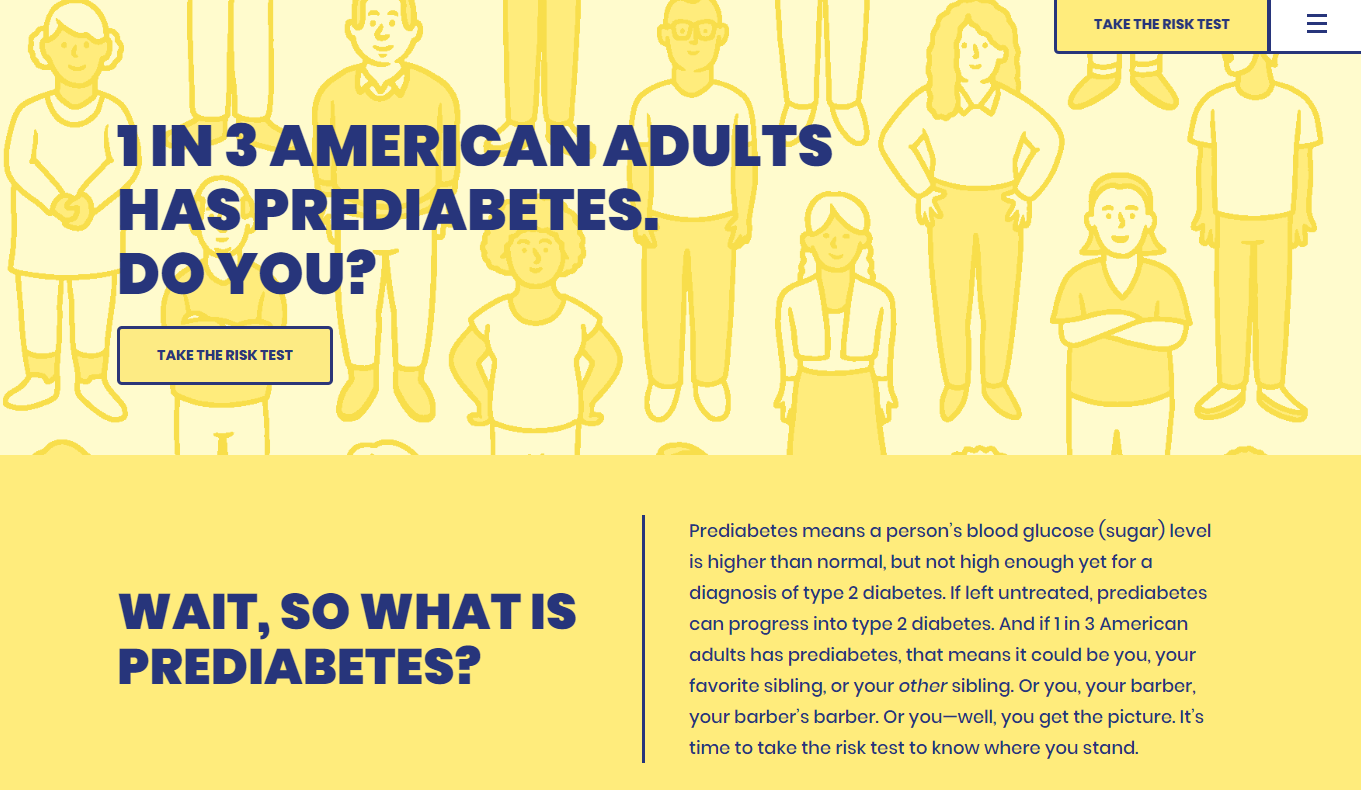 TAKE THE RISK TEST
1 IN 3 AMERICAN ADULTS
HAS PREDIABETES.
DO YOU?
TAKE THE RISK TEST
WAIT, SO WHAT IS
PREDIABETES?
Prediabetes means a person’s blood glucose (sugar) level
is higher than normal, but not high enough yet for a
diagnosis of type 2 diabetes. If left untreated, prediabetes
can progress into type 2 diabetes. And if 1 in 3 American
adults has prediabetes, that means it could be you, your
favorite sibling, or your other sibling. Or you, your barber,
your barber’s barber. Or you—well, you get the picture. It’s
time to take the risk test to know where you stand.